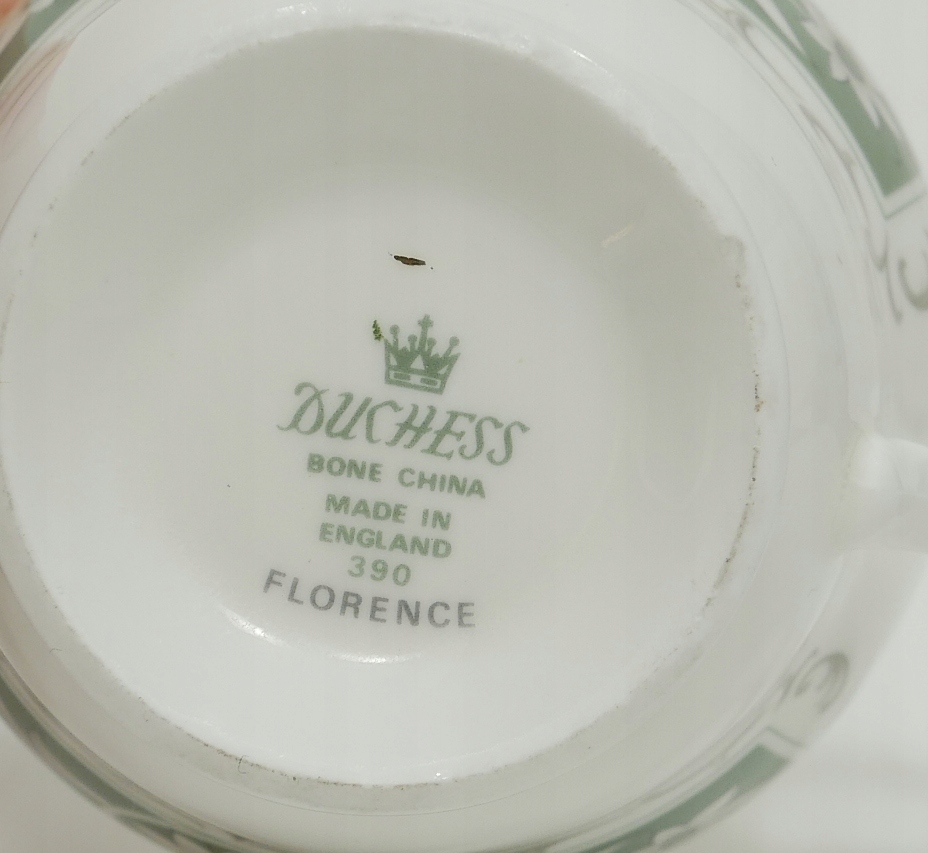 DUCHESS
BONE CHINA
MADE IN
ENGLAND
390
FLORENCE